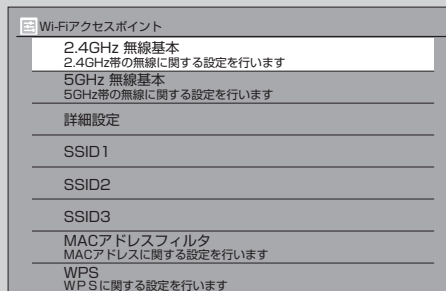 Wi-Fiアクセスポイント
2.4GHz 無線基本
2.4GHz帯の無線に関する設定を行います
5GHz 無線基本
5GHz帯の無線に関する設定を行います
詳細設定
SSID1
SSID2
SSID3
MACアドレスフィルタ
MACアドレスに関する設定を行います
WPS
ＷＰＳに関する設定を行います